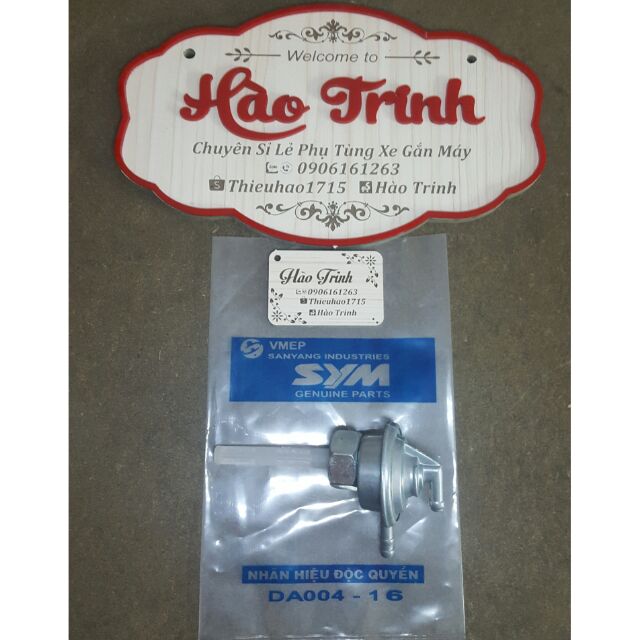 Welcome to
Hào Trinh
Chuyên Sỉ Lẻ Phụ Tùng Xe Gắn Máy
0906161263
Thieuhao1715 Hào Trinh
Hào Trinh
0906161263
Thieuhao1715
Hào Trinh
VMEP
SANYANG INDUSTRIES
SYM
GENUINE PARTS
NHÃN HIỆU ĐỘC QUYỀN
DA004 - 16